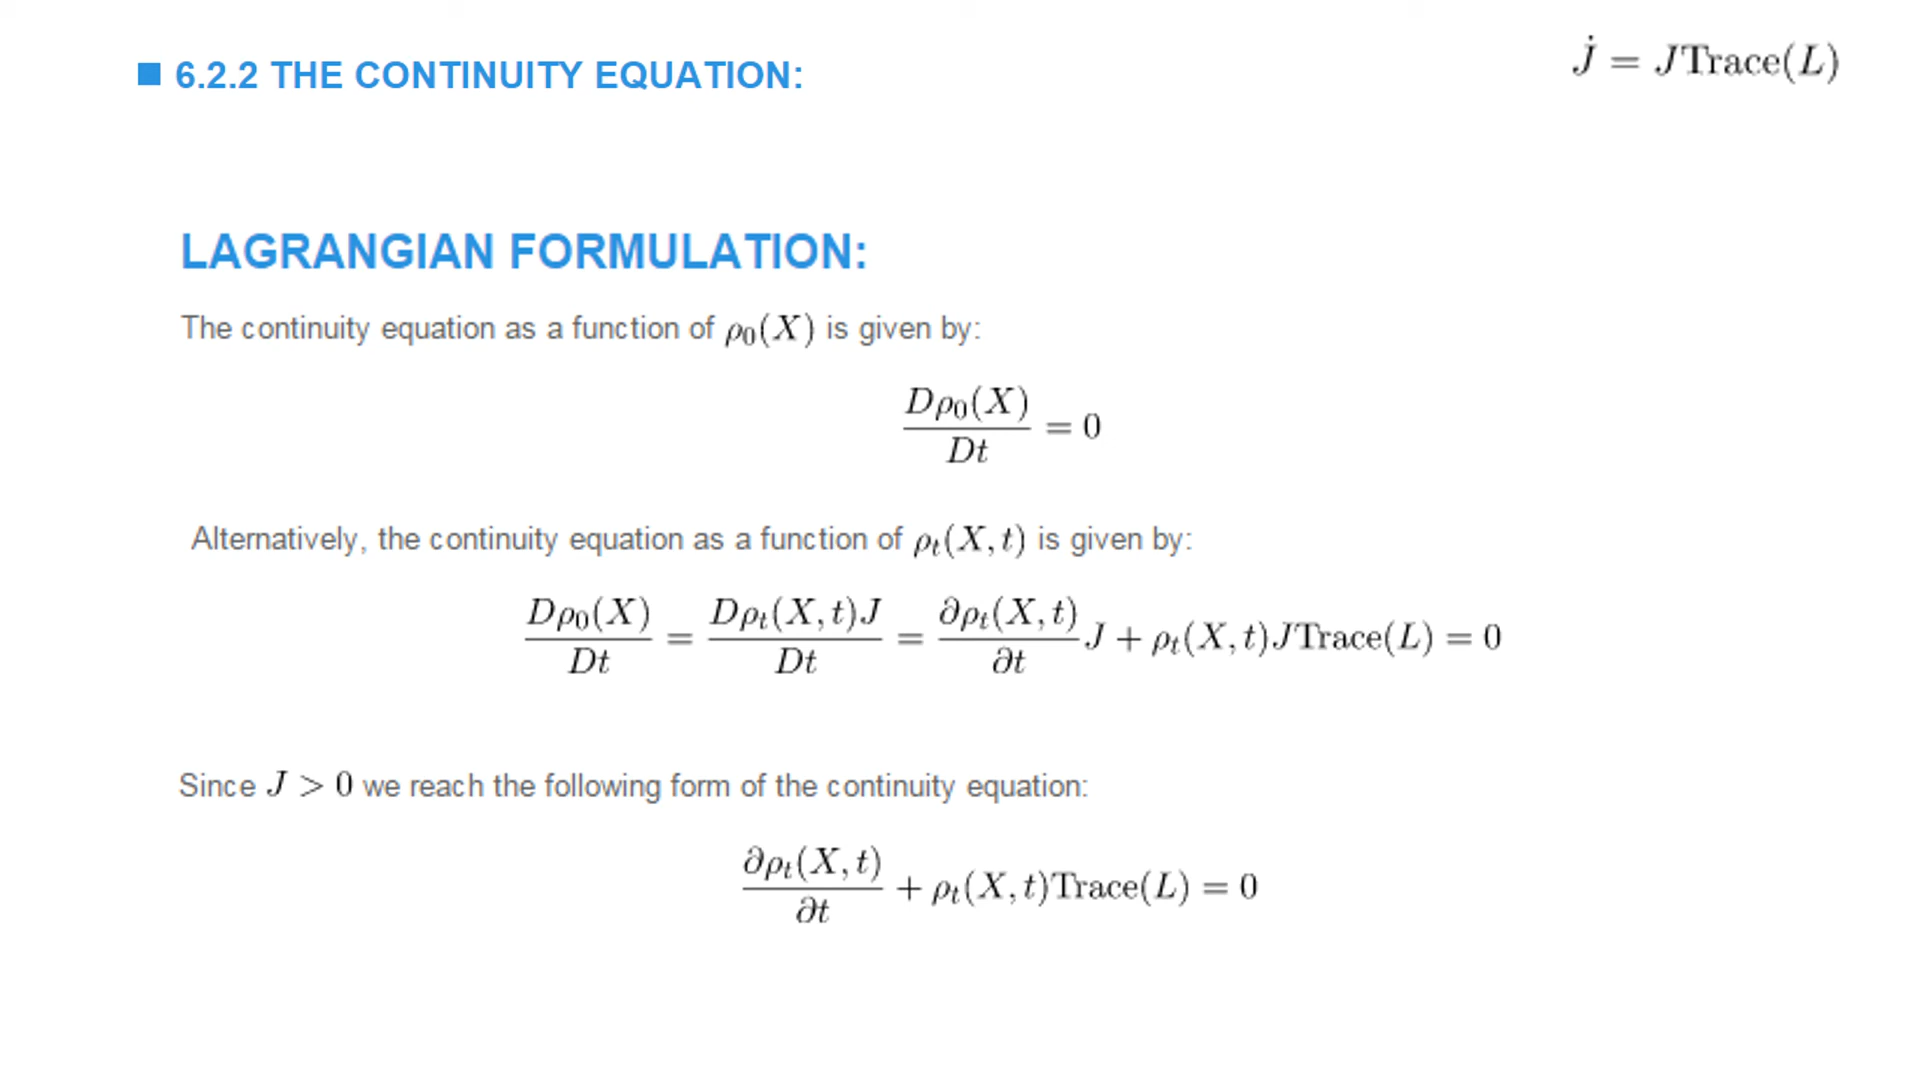 6.2.2 THE CONTINUITY EQUATION:
J̇ = JTrace(L)
LAGRANGIAN FORMULATION:
The continuity equation as a function of ρ₀(X) is given by:
Dρ₀(X)/Dt = 0
Alternatively, the continuity equation as a function of ρₜ(X, t) is given by:
Dρ₀(X)/Dt = Dρₜ(X, t)J/Dt = ∂ρₜ(X, t)/∂t J + ρₜ(X, t)JTrace(L) = 0
Since J > 0 we reach the following form of the continuity equation:
∂ρₜ(X, t)/∂t + ρₜ(X, t)Trace(L) = 0